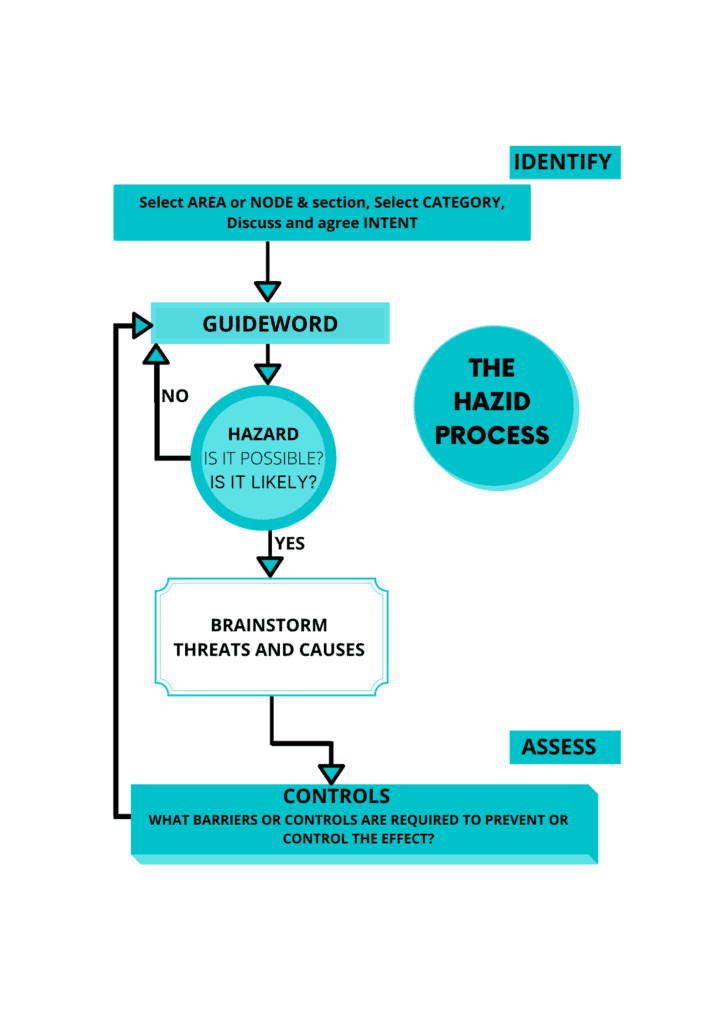 IDENTIFY
Select AREA or NODE & section, Select CATEGORY,
Discuss and agree INTENT
GUIDEWORD
THE
HAZID
PROCESS
NO
HAZARD
IS IT POSSIBLE?
IS IT LIKELY?
YES
BRAINSTORM
THREATS AND CAUSES
ASSESS
CONTROLS
WHAT BARRIERS OR CONTROLS ARE REQUIRED TO PREVENT OR
CONTROL THE EFFECT?